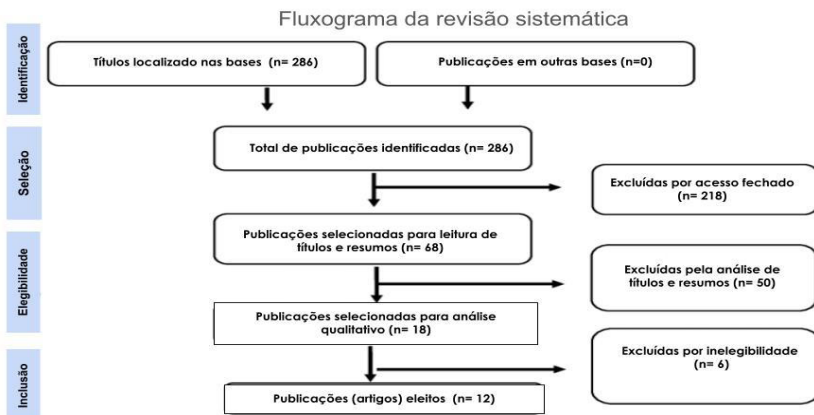 Fluxograma da revisão sistemática
Identificação
Títulos localizado nas bases (n= 286)
Publicações em outras bases (n=0)
Seleção
Total de publicações identificadas (n= 286)
Excluídas por acesso fechado
(n= 218)
Publicações selecionadas para leitura de
títulos e resumos (n= 68)
Elegibilidade
Excluídas pela análise de
títulos e resumos (n= 50)
Publicações selecionadas para análise
qualitativo (n= 18)
Excluídas por inelegibilidade
(n= 6)
Inclusão
Publicações (artigos) eleitos (n= 12)